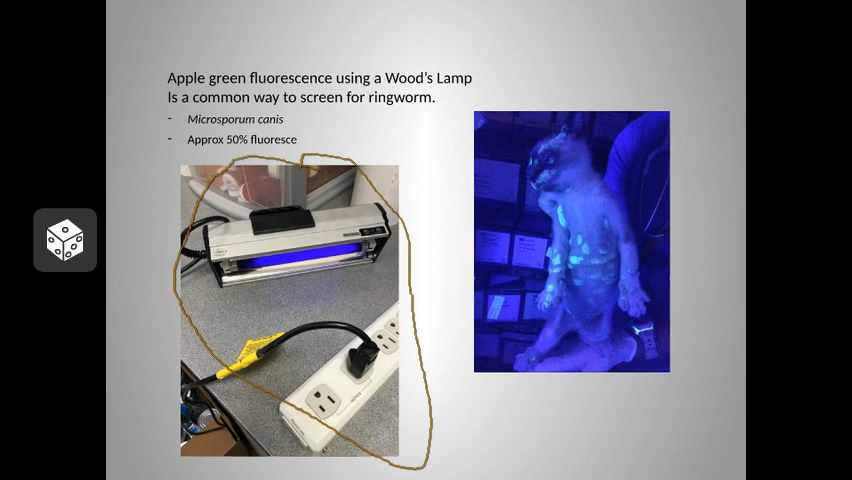 Apple green fluorescence using a Wood's Lamp
Is a common way to screen for ringworm.
- Microsporum canis
- Approx 50% fluoresce